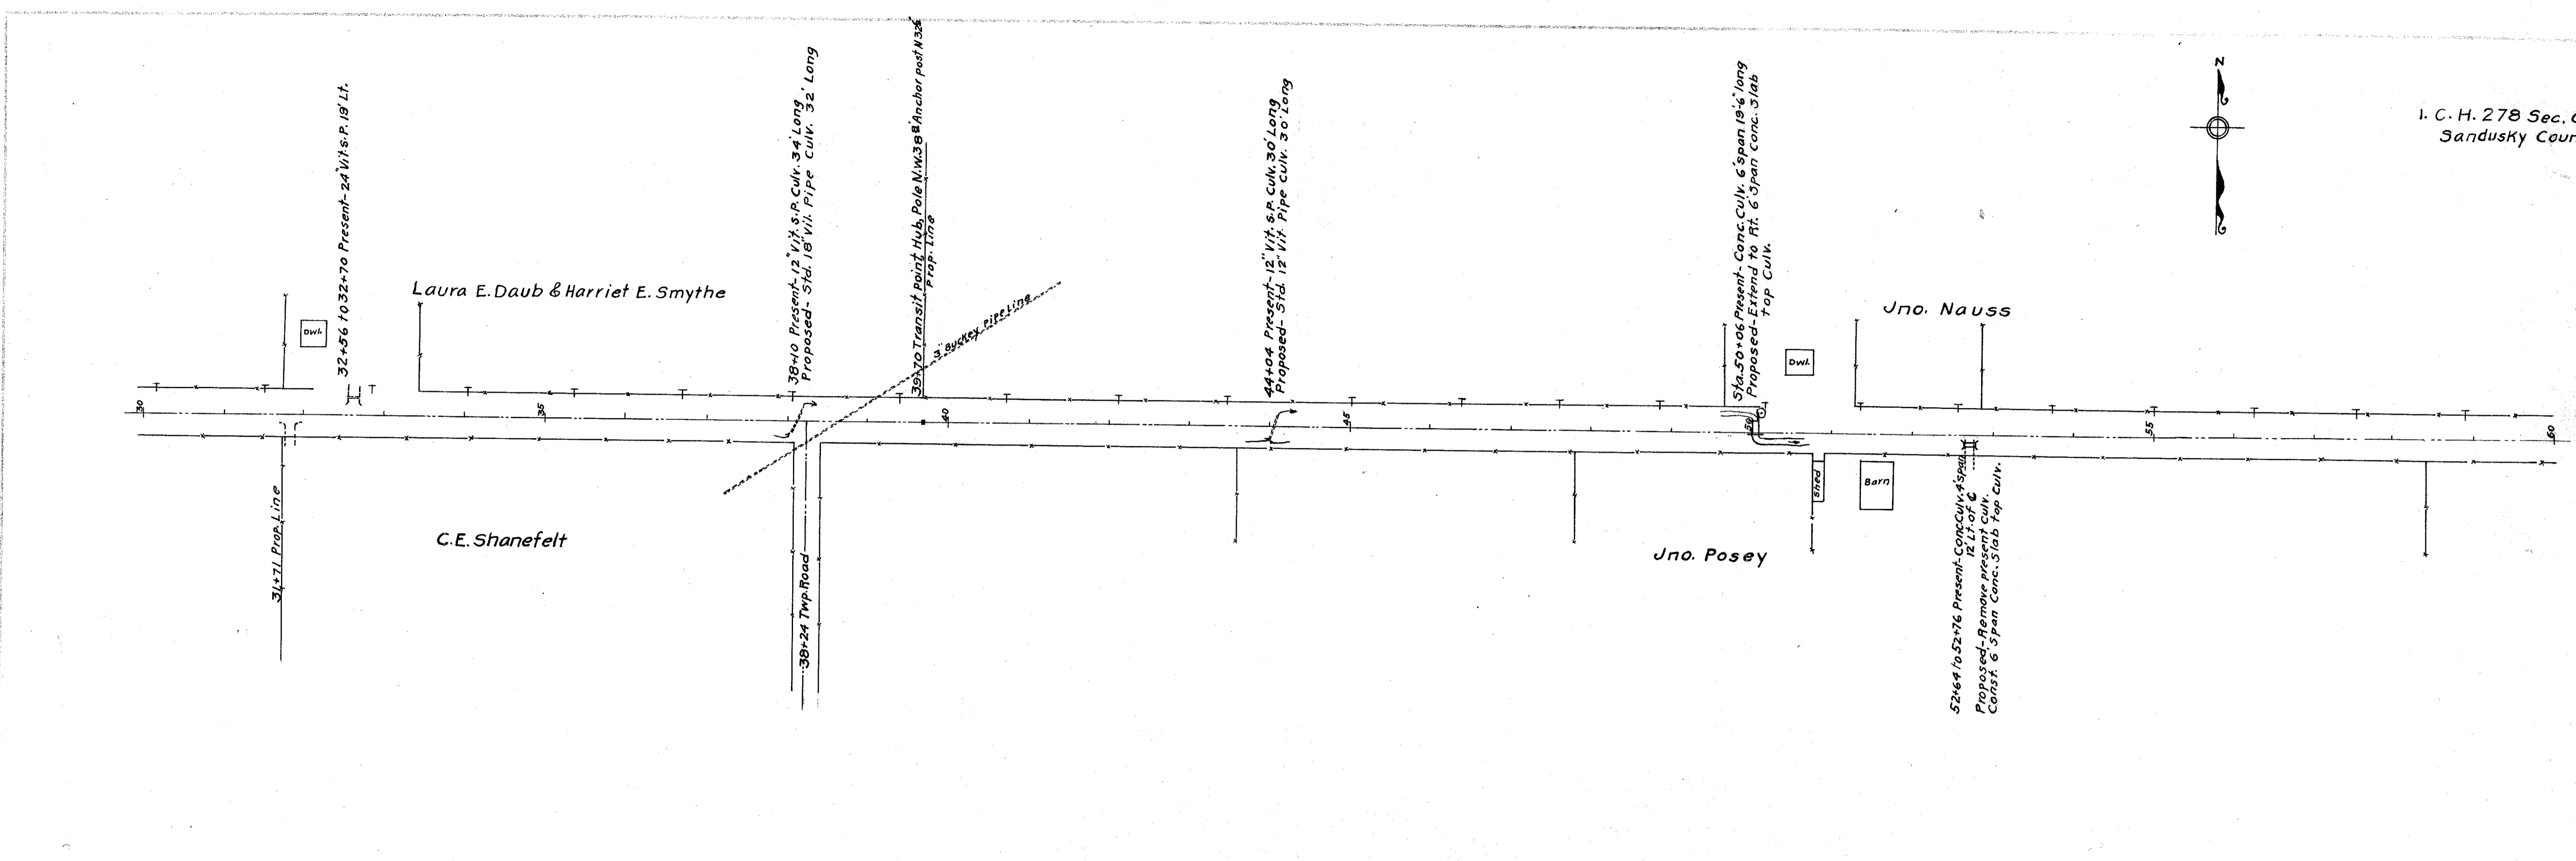 1. C. H. 278 Sec.
Sandusky Coun
N
32+56 to 32+70 Present-24"Vit.S.P. 19' Lt.
38+10 Present-12"Vit.S.P. Culv. 34' Long
Proposed-Std. 18"Vit. Pipe Culv. 32' Long
39+70 Transit Point Hub, Pole N.W. 38⁸ Anchor post N32
Prop. Line
44+04 Present-12"Vit.S.P. Culv. 30' Long
Proposed-Std. 12"Vit. Pipe Culv. 30' Long
Sta.50+06 Present-Conc.Culv. 6'span 19'-6" long
Proposed-Extend to Rt. 6'Span Conc. Slab
top Culv.
Laura E. Daub & Harriet E. Smythe
Dwl.
3" Buckey Pipe Line
Jno. Nauss
Dwl.
30
35
40
45
50
55
60
31+71 Prop. Line
C.E. Shanefelt
38+24 Twp. Road
Jno. Posey
Shed
Barn
52+64 to 52+76 Present-Conc.Culv. 4'span
12' Lt. of ℄
Proposed-Remove present Culv.
Const. 6'Span Conc. Slab top Culv.